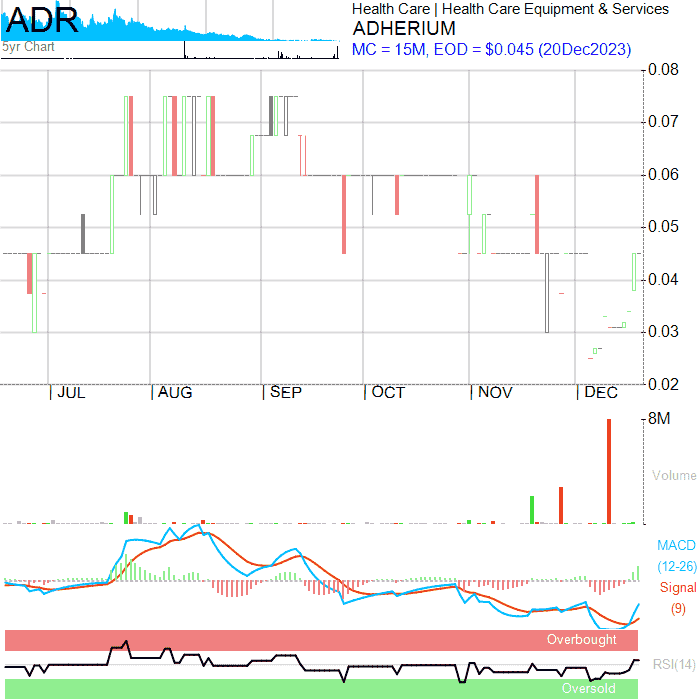 ADR
5yr Chart
Health Care | Health Care Equipment & Services
ADHERIUM
MC = 15M, EOD = $0.045 (20Dec2023)
0.08
0.07
0.06
0.05
0.04
0.03
0.02
JUL
AUG
SEP
OCT
NOV
DEC
8M
Volume
MACD
(12-26)
Signal
(9)
Overbought
RSI(14)
Oversold